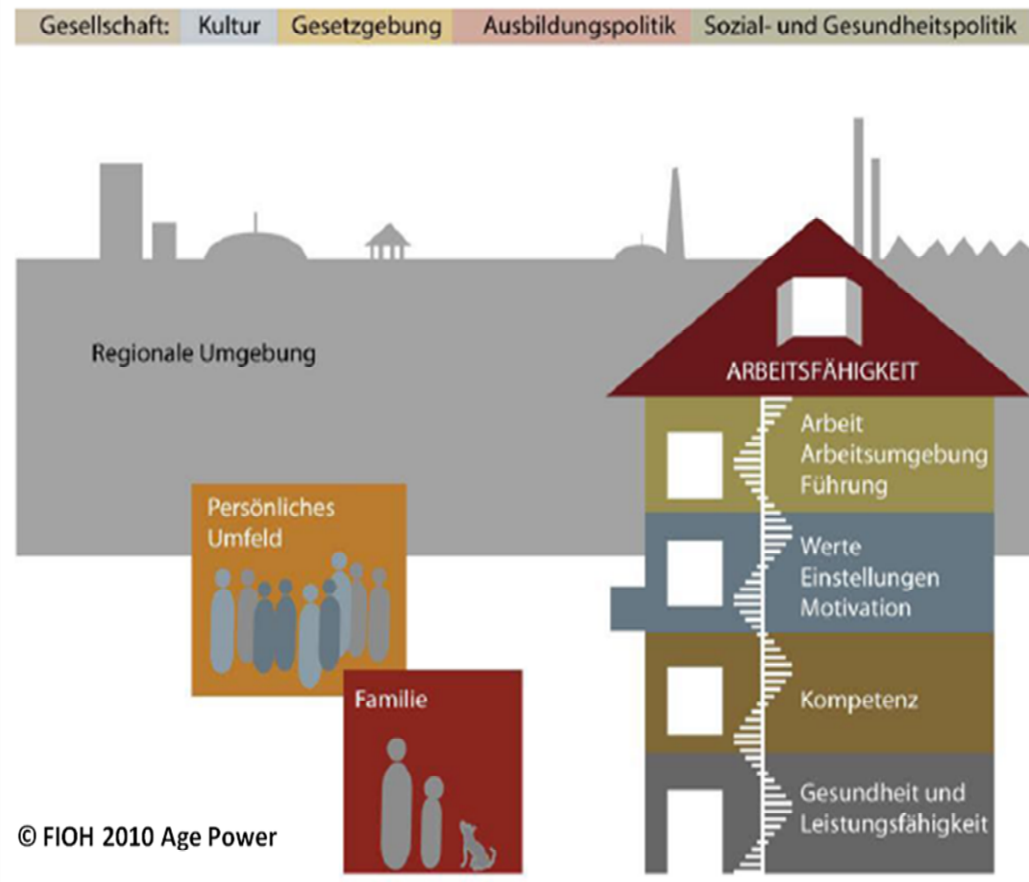 Gesellschaft: Kultur Gesetzgebung Ausbildungspolitik Sozial- und Gesundheitspolitik
Regionale Umgebung
ARBEITSFÄHIGKEIT
Arbeit
Arbeitsumgebung
Führung
Persönliches
Umfeld
Werte
Einstellungen
Motivation
Familie
Kompetenz
Gesundheit und
Leistungsfähigkeit
© FIOH 2010 Age Power